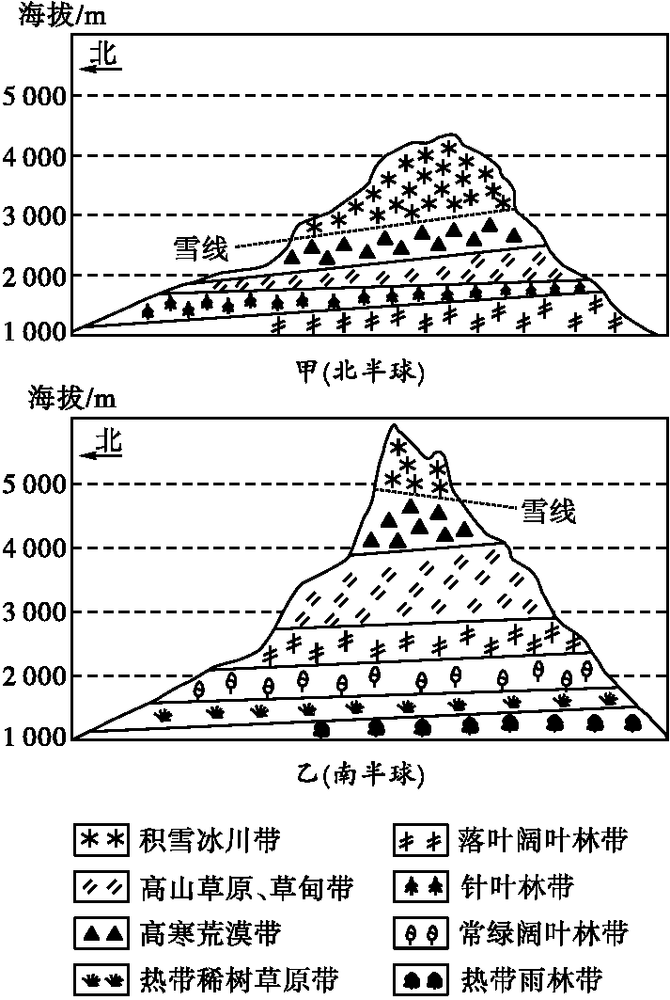 海拔/m
北
5 000
4 000
3 000
雪线
2 000
1 000
甲(北半球)
海拔/m
北
5 000
雪线
4 000
3 000
2 000
1 000
乙(南半球)
积雪冰川带 落叶阔叶林带
高山草原、草甸带 针叶林带
高寒荒漠带 常绿阔叶林带
热带稀树草原带 热带雨林带